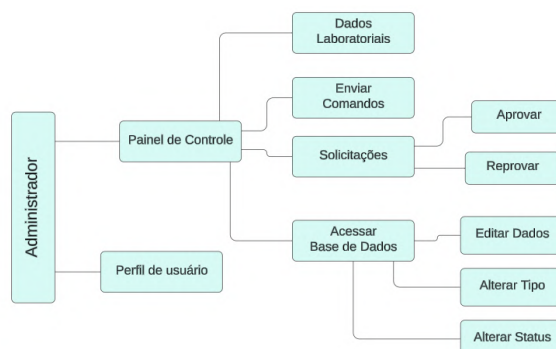 Administrador
Painel de Controle
Perfil de usuário
Dados
Laboratoriais
Enviar
Comandos
Solicitações
Aprovar
Reprovar
Acessar
Base de Dados
Editar Dados
Alterar Tipo
Alterar Status